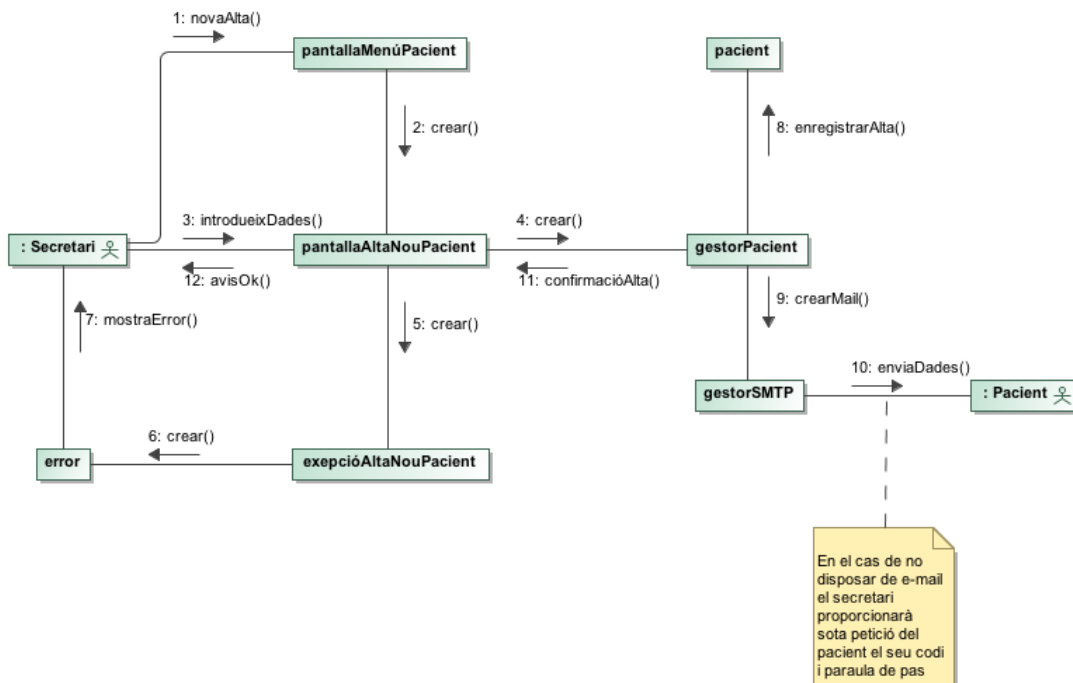 1: novaAlta()
pantallaMenúPacient
pacient
2: crear()
8: enregistrarAlta()
3: introdueixDades()
4: crear()
: Secretari
pantallaAltaNouPacient
gestorPacient
12: avisOk()
11: confirmacióAlta()
9: crearMail()
7: mostraError()
5: crear()
10: enviaDades()
gestorSMTP
: Pacient
6: crear()
error
exepcióAltaNouPacient
En el cas de no
disposar de e-mail
el secretari
proporcionarà
sota petició del
pacient el seu codi
i paraula de pas